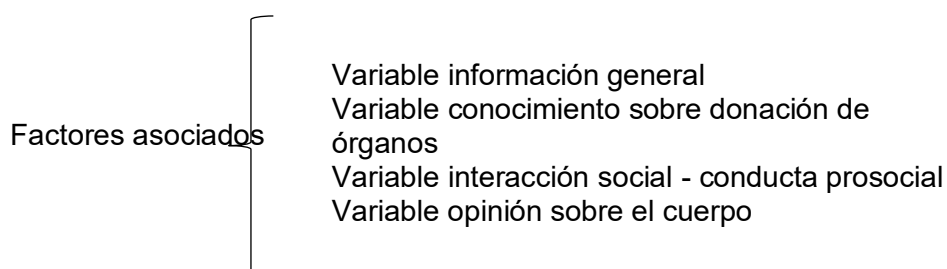 Factores asociados
Variable información general
Variable conocimiento sobre donación de
órganos
Variable interacción social - conducta prosocial
Variable opinión sobre el cuerpo